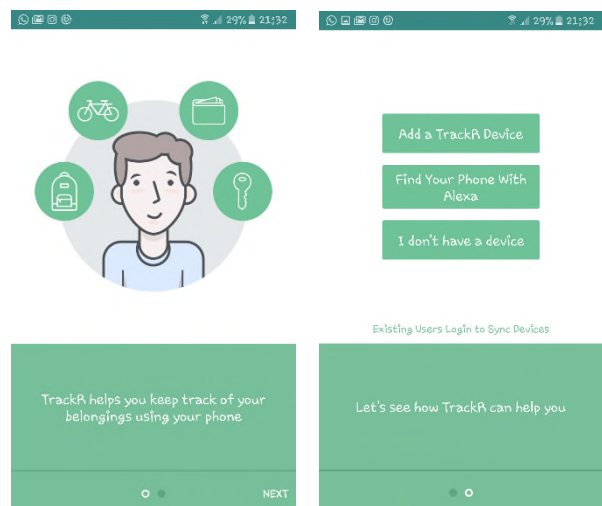 29% 21:32
TrackR helps you keep track of your
belongings using your phone
NEXT
29% 21:32
Add a TrackR Device
Find Your Phone With
Alexa
I don't have a device
Existing Users Login to Sync Devices
Let's see how TrackR can help you